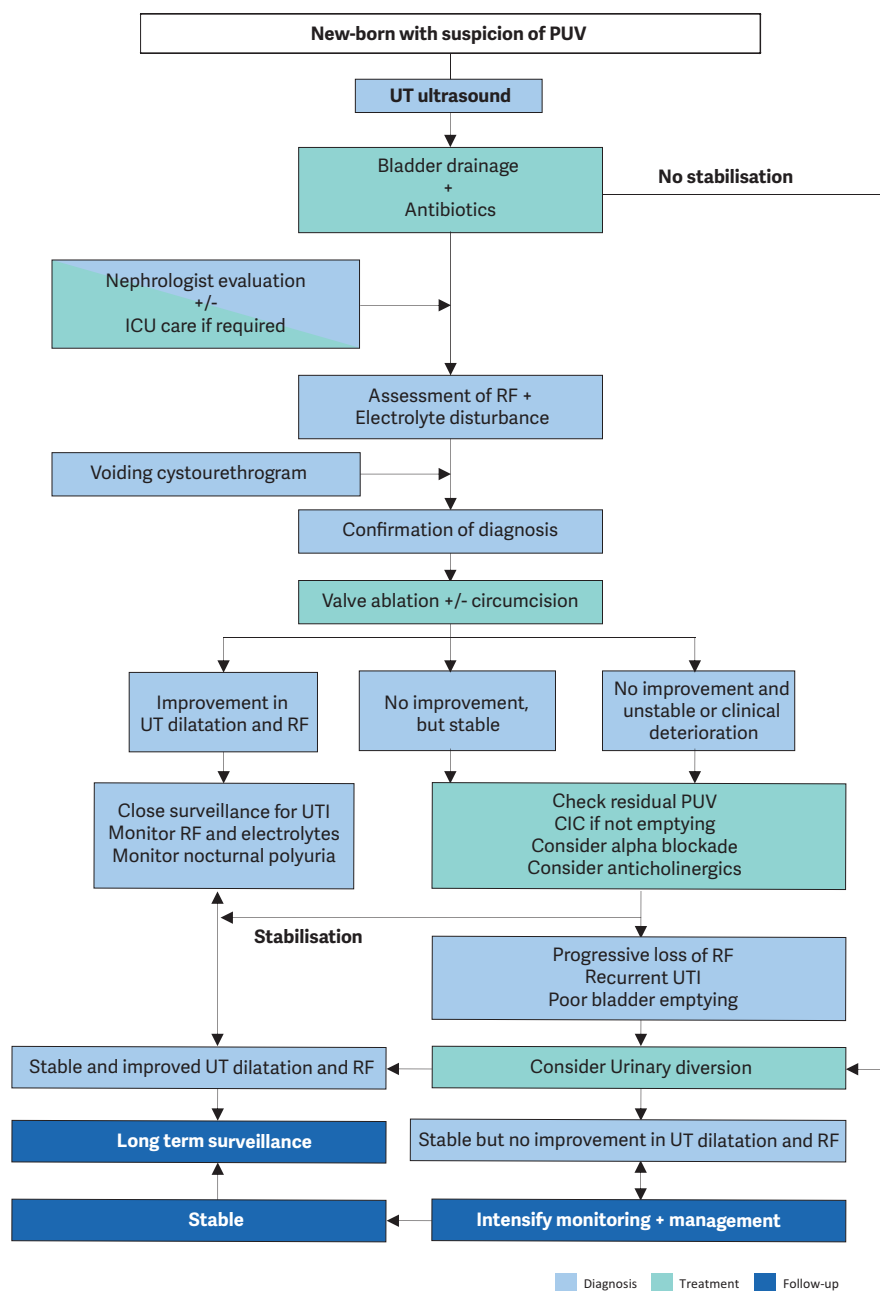 New-born with suspicion of PUV
UT ultrasound
Bladder drainage
+
Antibiotics
No stabilisation
Nephrologist evaluation
+/-
ICU care if required
Assessment of RF +
Electrolyte disturbance
Voiding cystourethrogram
Confirmation of diagnosis
Valve ablation +/- circumcision
Improvement in
UT dilatation and RF
No improvement,
but stable
No improvement and
unstable or clinical
deterioration
Close surveillance for UTI
Monitor RF and electrolytes
Monitor nocturnal polyuria
Check residual PUV
CIC if not emptying
Consider alpha blockade
Consider anticholinergics
Stabilisation
Progressive loss of RF
Recurrent UTI
Poor bladder emptying
Stable and improved UT dilatation and RF
Consider Urinary diversion
Long term surveillance
Stable but no improvement in UT dilatation and RF
Stable
Intensify monitoring + management
Diagnosis
Treatment
Follow-up